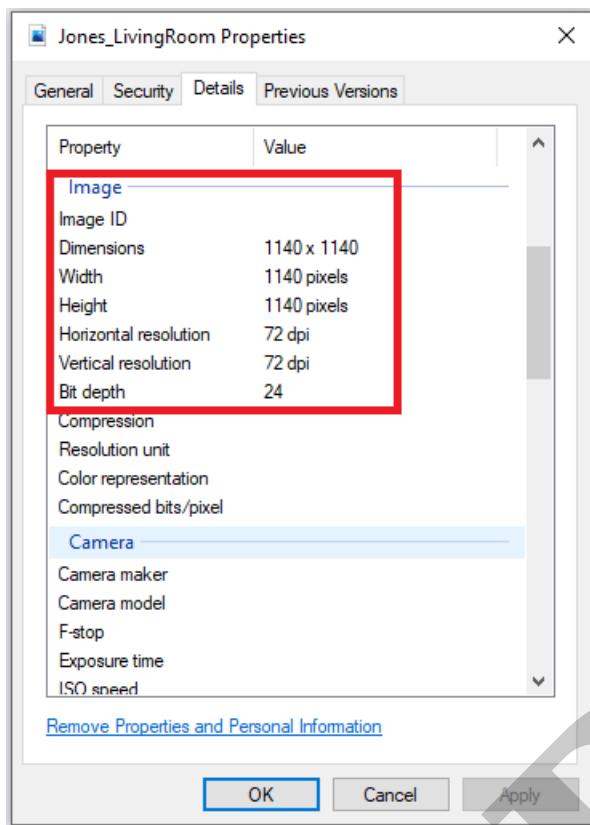 Jones_LivingRoom Properties
General Security Details Previous Versions
Property Value
Image
Image ID
Dimensions 1140 x 1140
Width 1140 pixels
Height 1140 pixels
Horizontal resolution 72 dpi
Vertical resolution 72 dpi
Bit depth 24
Compression
Resolution unit
Color representation
Compressed bits/pixel
Camera
Camera maker
Camera model
F-stop
Exposure time
ISO speed
Remove Properties and Personal Information
OK Cancel Apply